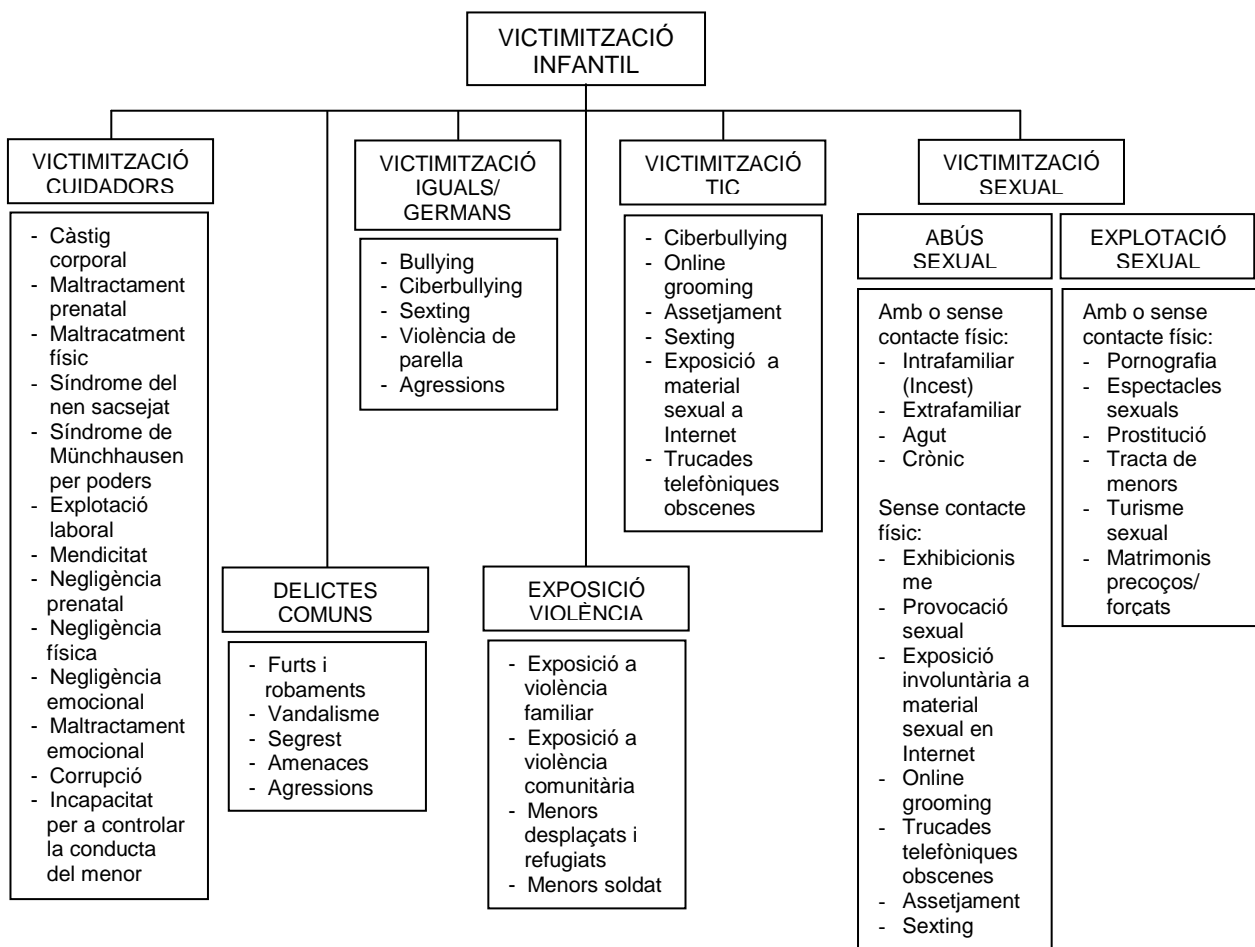 VICTIMITZACIÓ
INFANTIL
VICTIMITZACIÓ
CUIDADORS
- Càstig
corporal
- Maltractament
prenatal
- Maltracatment
físic
- Síndrome del
nen sacsejat
- Síndrome de
Münchhausen
per poders
- Explotació
laboral
- Mendicitat
- Negligència
prenatal
- Negligència
física
- Negligència
emocional
- Maltractament
emocional
- Corrupció
- Incapacitat
per a controlar
la conducta
del menor
DELICTES
COMUNS
- Furts i
robaments
- Vandalisme
- Segrest
- Amenaces
- Agressions
VICTIMITZACIÓ
IGUALS/
GERMANS
- Bullying
- Ciberbullying
- Sexting
- Violència de
parella
- Agressions
EXPOSICIÓ
VIOLÈNCIA
- Exposició a
violència
familiar
- Exposició a
violència
comunitària
- Menors
desplaçats i
refugiats
- Menors soldat
VICTIMITZACIÓ
TIC
- Ciberbullying
- Online
grooming
- Assetjament
- Sexting
- Exposició a
material
sexual a
Internet
- Trucades
telefòniques
obscenes
VICTIMITZACIÓ
SEXUAL
ABÚS
SEXUAL
Amb o sense
contacte físic:
- Intrafamiliar
(Incest)
- Extrafamiliar
- Agut
- Crònic
Sense contacte
físic:
- Exhibicionis
me
- Provocació
sexual
- Exposició
involuntària a
material
sexual en
Internet
- Online
grooming
- Trucades
telefòniques
obscenes
- Assetjament
- Sexting
EXPLOTACIÓ
SEXUAL
Amb o sense
contacte físic:
- Pornografia
- Espectacles
sexuals
- Prostitució
- Tracta de
menors
- Turisme
sexual
- Matrimonis
precoços/
forçats